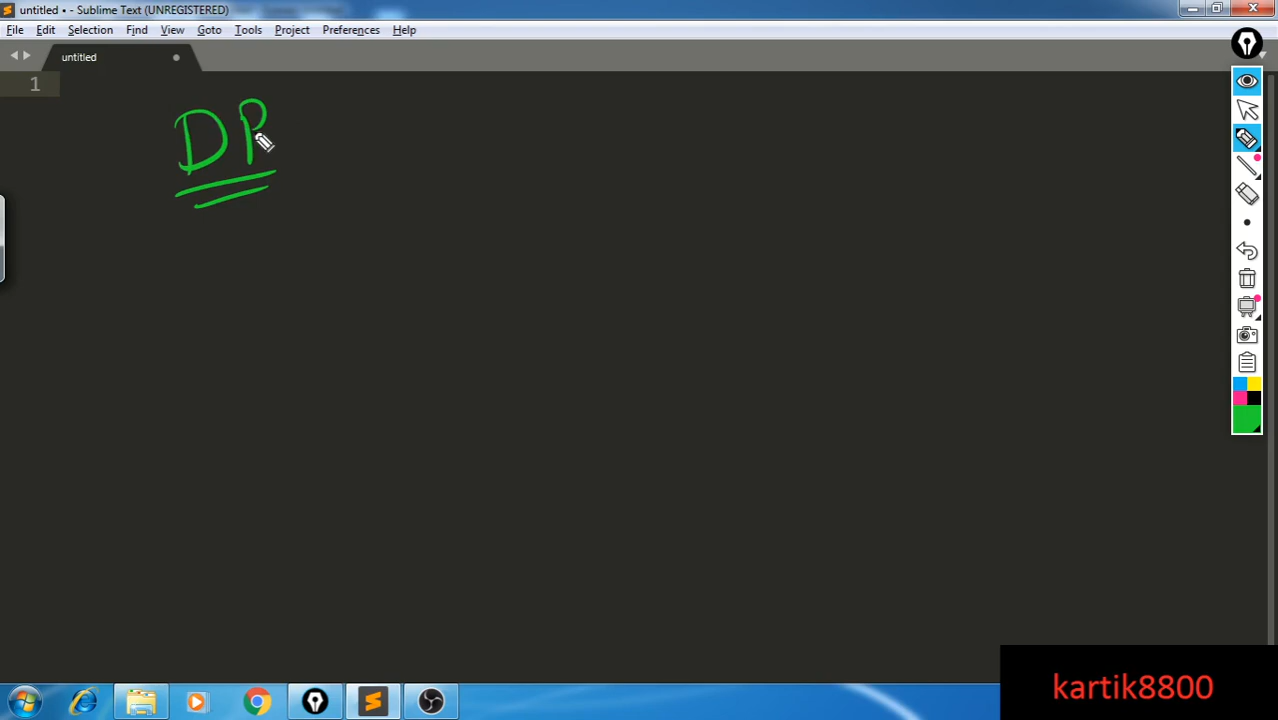 untitled • - Sublime Text (UNREGISTERED)
File Edit Selection Find View Goto Tools Project Preferences Help
untitled
1
DP
kartik8800